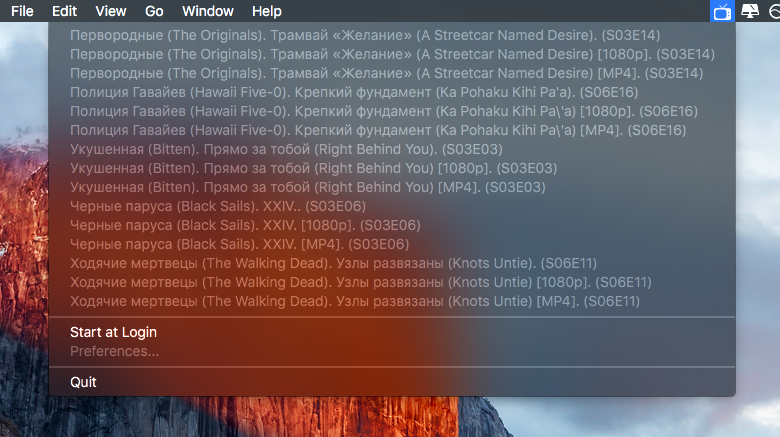 File Edit View Go Window Help
Первородные (The Originals). Трамвай «Желание» (A Streetcar Named Desire). (S03E14)
Первородные (The Originals). Трамвай «Желание» (A Streetcar Named Desire) [1080p]. (S03E14)
Первородные (The Originals). Трамвай «Желание» (A Streetcar Named Desire) [MP4]. (S03E14)
Полиция Гавайев (Hawaii Five-0). Крепкий фундамент (Ka Pohaku Kihi Pa'a). (S06E16)
Полиция Гавайев (Hawaii Five-0). Крепкий фундамент (Ka Pohaku Kihi Pa\'a) [1080p]. (S06E16)
Полиция Гавайев (Hawaii Five-0). Крепкий фундамент (Ka Pohaku Kihi Pa\'a) [MP4]. (S06E16)
Укушенная (Bitten). Прямо за тобой (Right Behind You). (S03E03)
Укушенная (Bitten). Прямо за тобой (Right Behind You) [1080p]. (S03E03)
Укушенная (Bitten). Прямо за тобой (Right Behind You) [MP4]. (S03E03)
Черные паруса (Black Sails). XXIV.. (S03E06)
Черные паруса (Black Sails). XXIV. [1080p]. (S03E06)
Черные паруса (Black Sails). XXIV. [MP4]. (S03E06)
Ходячие мертвецы (The Walking Dead). Узлы развязаны (Knots Untie). (S06E11)
Ходячие мертвецы (The Walking Dead). Узлы развязаны (Knots Untie) [1080p]. (S06E11)
Ходячие мертвецы (The Walking Dead). Узлы развязаны (Knots Untie) [MP4]. (S06E11)
Start at Login
Preferences...
Quit